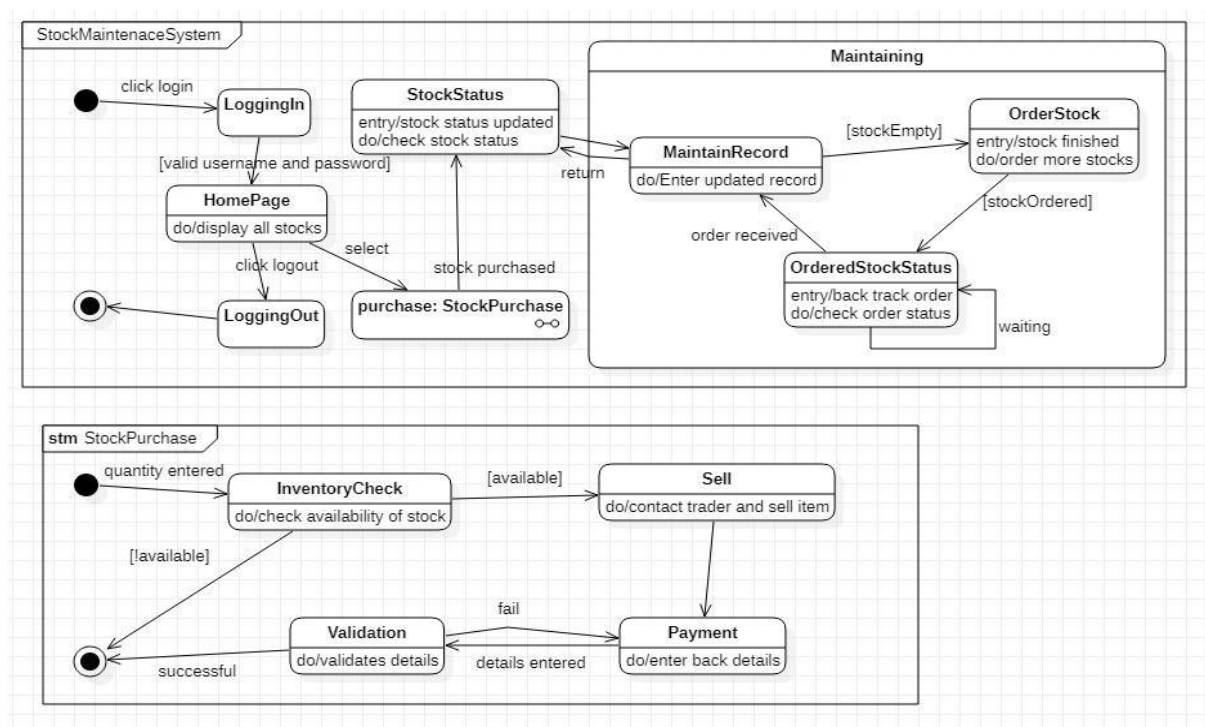 StockMaintenaceSystem
Maintaining
click login
LoggingIn
StockStatus
entry/stock status updated
do/check stock status
OrderStock
entry/stock finished
do/order more stocks
[stockEmpty]
MaintainRecord
do/Enter updated record
[valid username and password]
return
HomePage
do/display all stocks
[stockOrdered]
select
order received
click logout
stock purchased
OrderedStockStatus
entry/back track order
do/check order status
LoggingOut
purchase: StockPurchase
waiting
stm StockPurchase
quantity entered
InventoryCheck
do/check availability of stock
[available]
Sell
do/contact trader and sell item
[!available]
fail
Validation
do/validates details
Payment
do/enter back details
details entered
successful